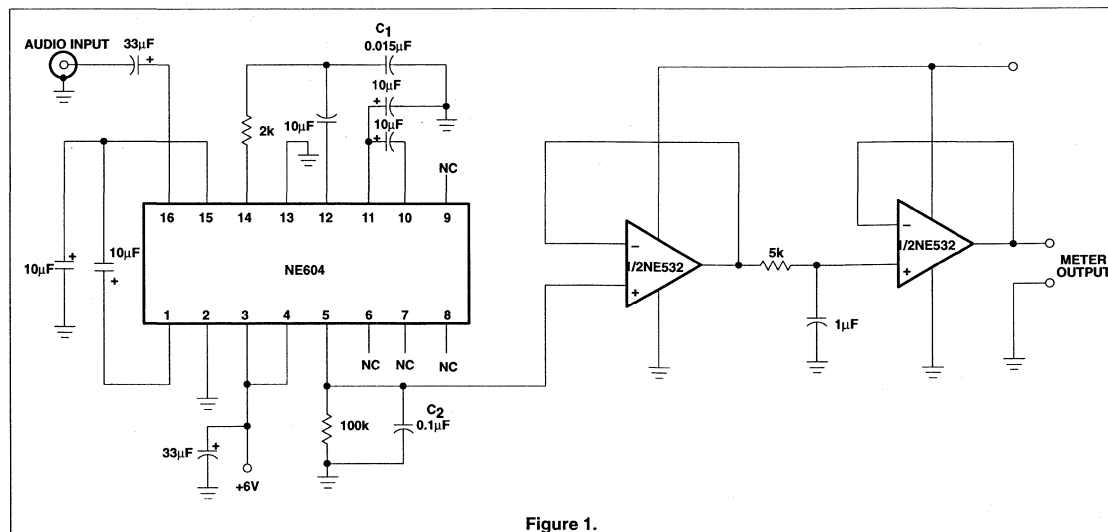 AUDIO INPUT
33µF
+
C1
0.015µF
10µF
+
10µF
+
10µF
2k
NC
16 15 14 13 12 11 10 9
NE604
1 2 3 4 5 6 7 8
10µF
+
10µF
+
NC NC NC
33µF
+
+6V
100k
C2
0.1µF
−
1/2NE532
+
5k
1µF
−
1/2NE532
+
METER
OUTPUT
Figure 1.